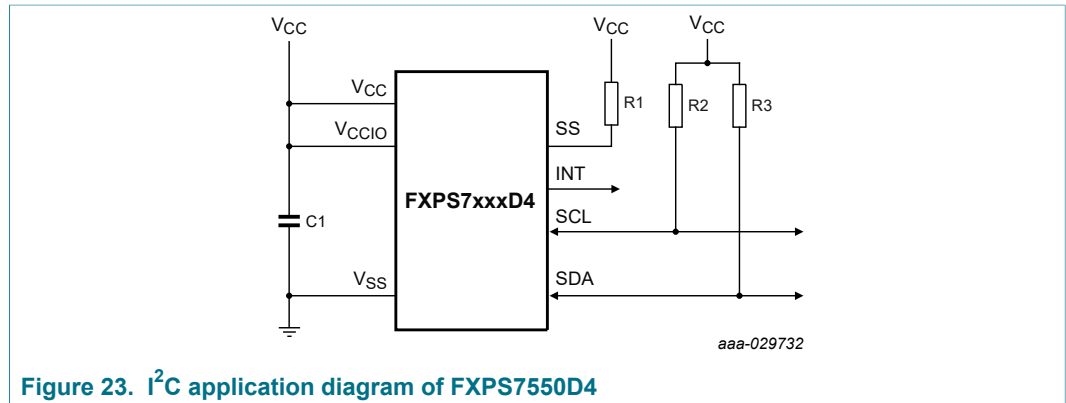 VCC
VCC
VCC
VCC
R1
R2
R3
VCCIO
SS
INT
FXPS7xxxD4
SCL
C1
VSS
SDA
aaa-029732
Figure 23. I2C application diagram of FXPS7550D4